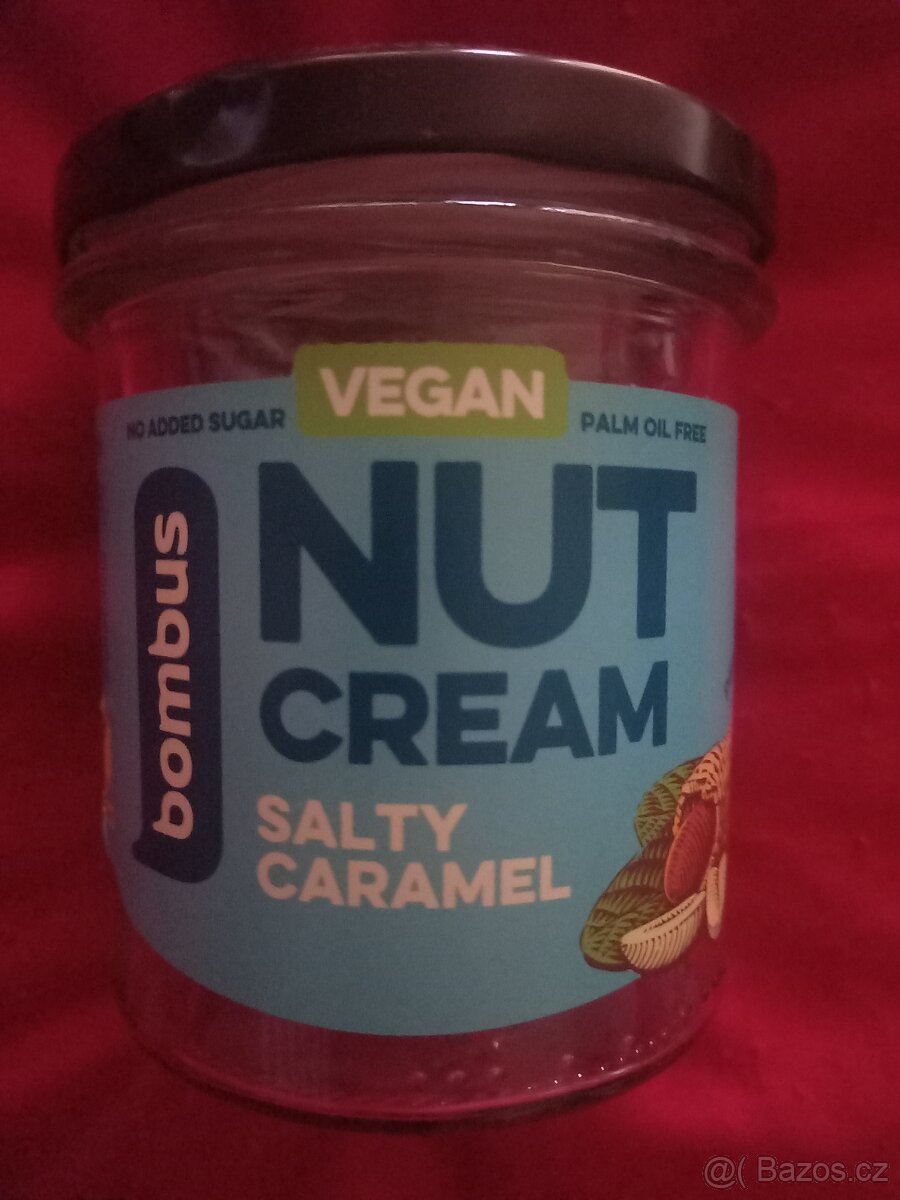 VEGAN
NO ADDED SUGAR
PALM OIL FREE
bombus
NUT
CREAM
SALTY
CARAMEL
@( Bazos.cz